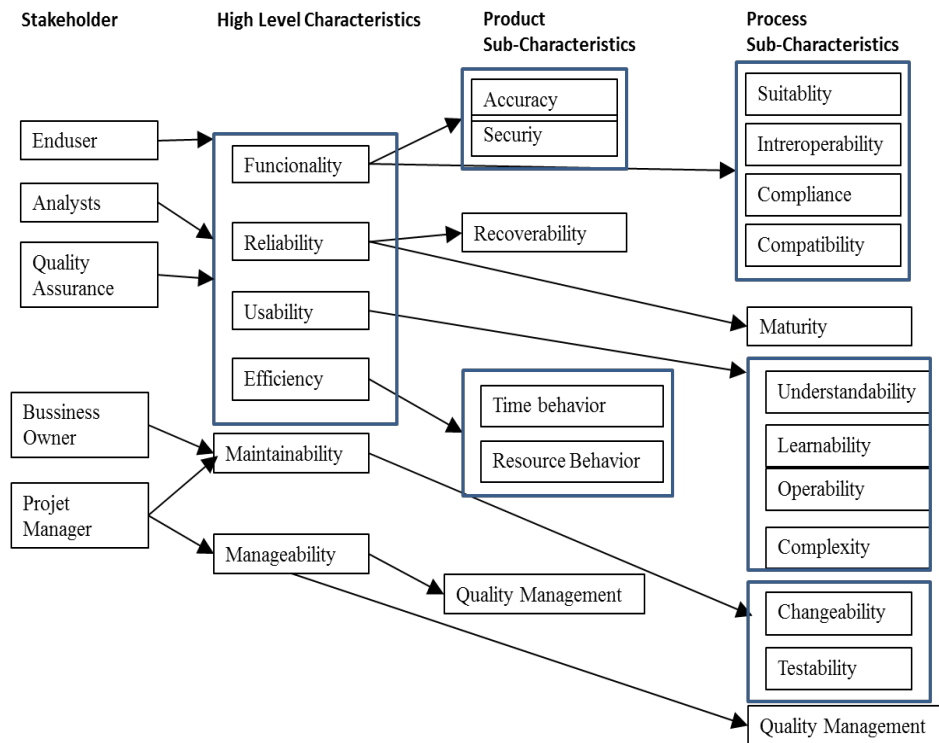 Stakeholder
High Level Characteristics
Product
Sub-Characteristics
Process
Sub-Characteristics
Enduser
Analysts
Quality
Assurance
Bussiness
Owner
Projet
Manager
Funcionality
Reliability
Usability
Efficiency
Maintainability
Manageability
Accuracy
Securiy
Recoverability
Time behavior
Resource Behavior
Quality Management
Suitablity
Intreroperability
Compliance
Compatibility
Maturity
Understandability
Learnability
Operability
Complexity
Changeability
Testability
Quality Management